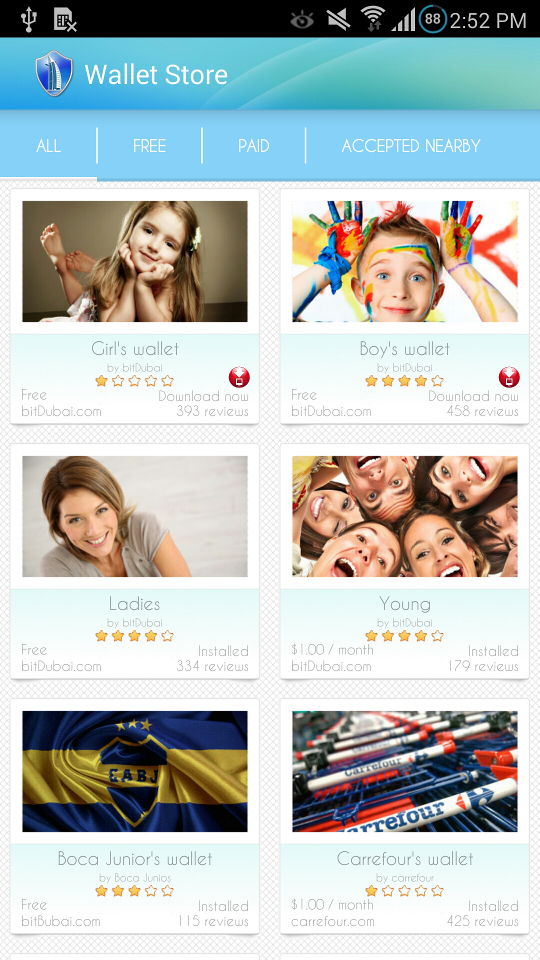 88 2:52 PM
Wallet Store
ALL FREE PAID ACCEPTED NEARBY
Girl's wallet
by bitDubai
Free Download now
bitDubai.com 393 reviews
Boy's wallet
by bitDubai
Free Download now
bitDubai.com 458 reviews
Ladies
by bitDubai
Free Installed
bitDubai.com 334 reviews
Young
by bitDubai
$1.00 / month Installed
bitDubai.com 179 reviews
CABJ
Boca Junior's wallet
by Boca Junios
Free Installed
bitBubai.com 115 reviews
Carrefour
Carrefour
Carrefour's wallet
by carrefour
$1.00 / month Installed
carrefour.com 425 reviews